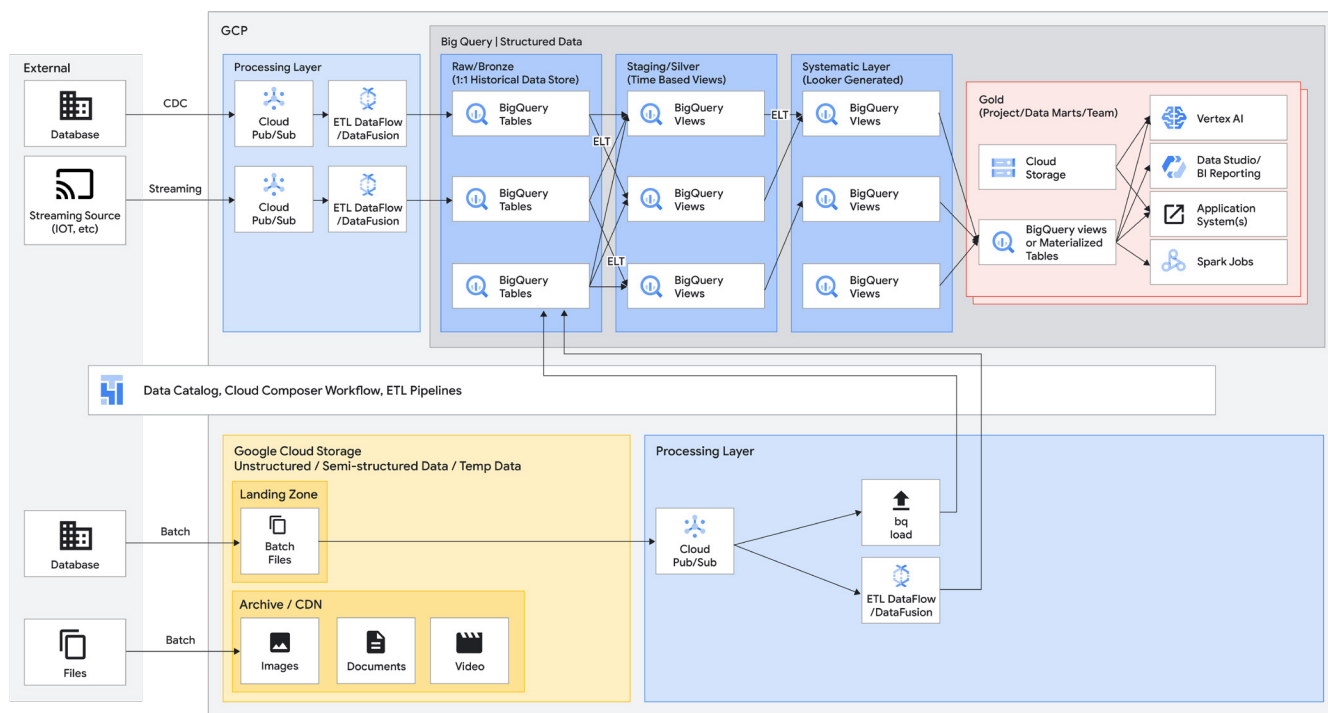 GCP
Big Query | Structured Data
External
Processing Layer
Raw/Bronze
(1:1 Historical Data Store)
Staging/Silver
(Time Based Views)
Systematic Layer
(Looker Generated)
Database
CDC
Cloud
Pub/Sub
ETL DataFlow
/DataFusion
BigQuery
Tables
BigQuery
Views
ELT
BigQuery
Views
Gold
(Project/Data Marts/Team)
Vertex AI
ELT
Cloud
Storage
Data Studio/
BI Reporting
Streaming Source
(IOT, etc)
Streaming
Cloud
Pub/Sub
ETL DataFlow
/DataFusion
BigQuery
Tables
BigQuery
Views
BigQuery
Views
Application
System(s)
BigQuery views
or Materialized
Tables
Spark Jobs
ELT
BigQuery
Tables
BigQuery
Views
BigQuery
Views
Data Catalog, Cloud Composer Workflow, ETL Pipelines
Google Cloud Storage
Unstructured / Semi-structured Data / Temp Data
Processing Layer
Landing Zone
Database
Batch
Batch
Files
Cloud
Pub/Sub
bq
load
ETL DataFlow
/DataFusion
Archive / CDN
Files
Batch
Images
Documents
Video